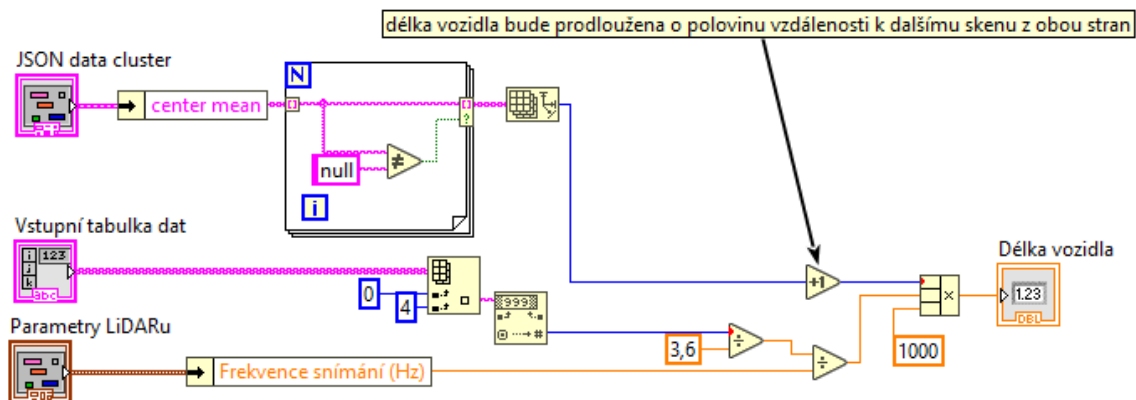 délka vozidla bude prodloužena o polovinu vzdálenosti k dalšímu skenu z obou stran
JSON data cluster
N
center mean
null
?
i
Vstupní tabulka dat
Délka vozidla
i 123
j
k
abc
0
4
999
#
+1
x
1.23
DBL
Parametry LiDARu
3,6
÷
÷
1000
Frekvence snímání (Hz)